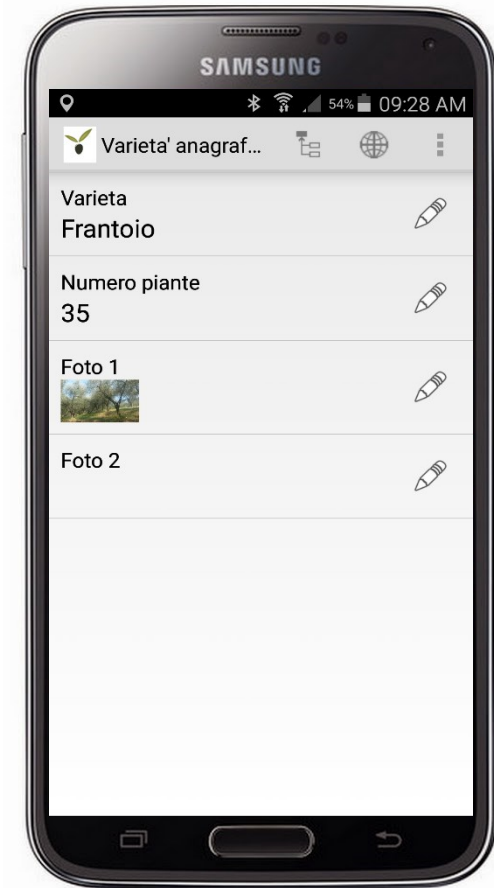 SAMSUNG
54% 09:28 AM
Varieta' anagraf...
Varieta
Frantoio
Numero piante
35
Foto 1
Foto 2